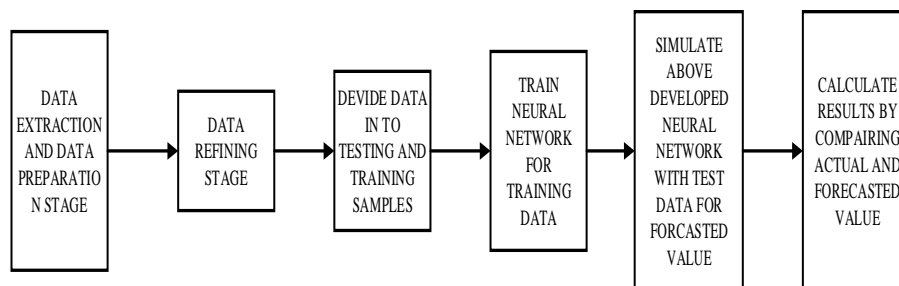 DATA
EXTRACTION
AND DATA
PREPARATIO
N STAGE
DATA
REFINING
STAGE
DEVIDE DATA
IN TO
TESTING AND
TRAINING
SAMPLES
TRAIN
NEURAL
NETWORK
FOR
TRAINING
DATA
SIMULATE
ABOVE
DEVELOPED
NEURAL
NETWORK
WITH TEST
DATA FOR
FORCASTED
VALUE
CALCULATE
RESULTS BY
COMPAIRING
ACTUAL AND
FORECASTED
VALUE